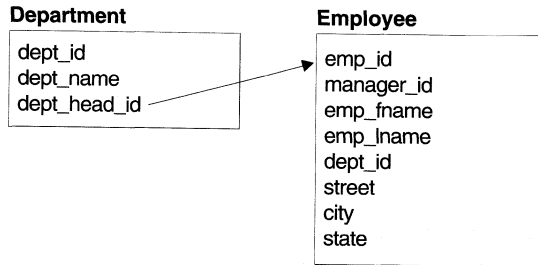 Department
dept_id
dept_name
dept_head_id
Employee
emp_id
manager_id
emp_fname
emp_lname
dept_id
street
city
state